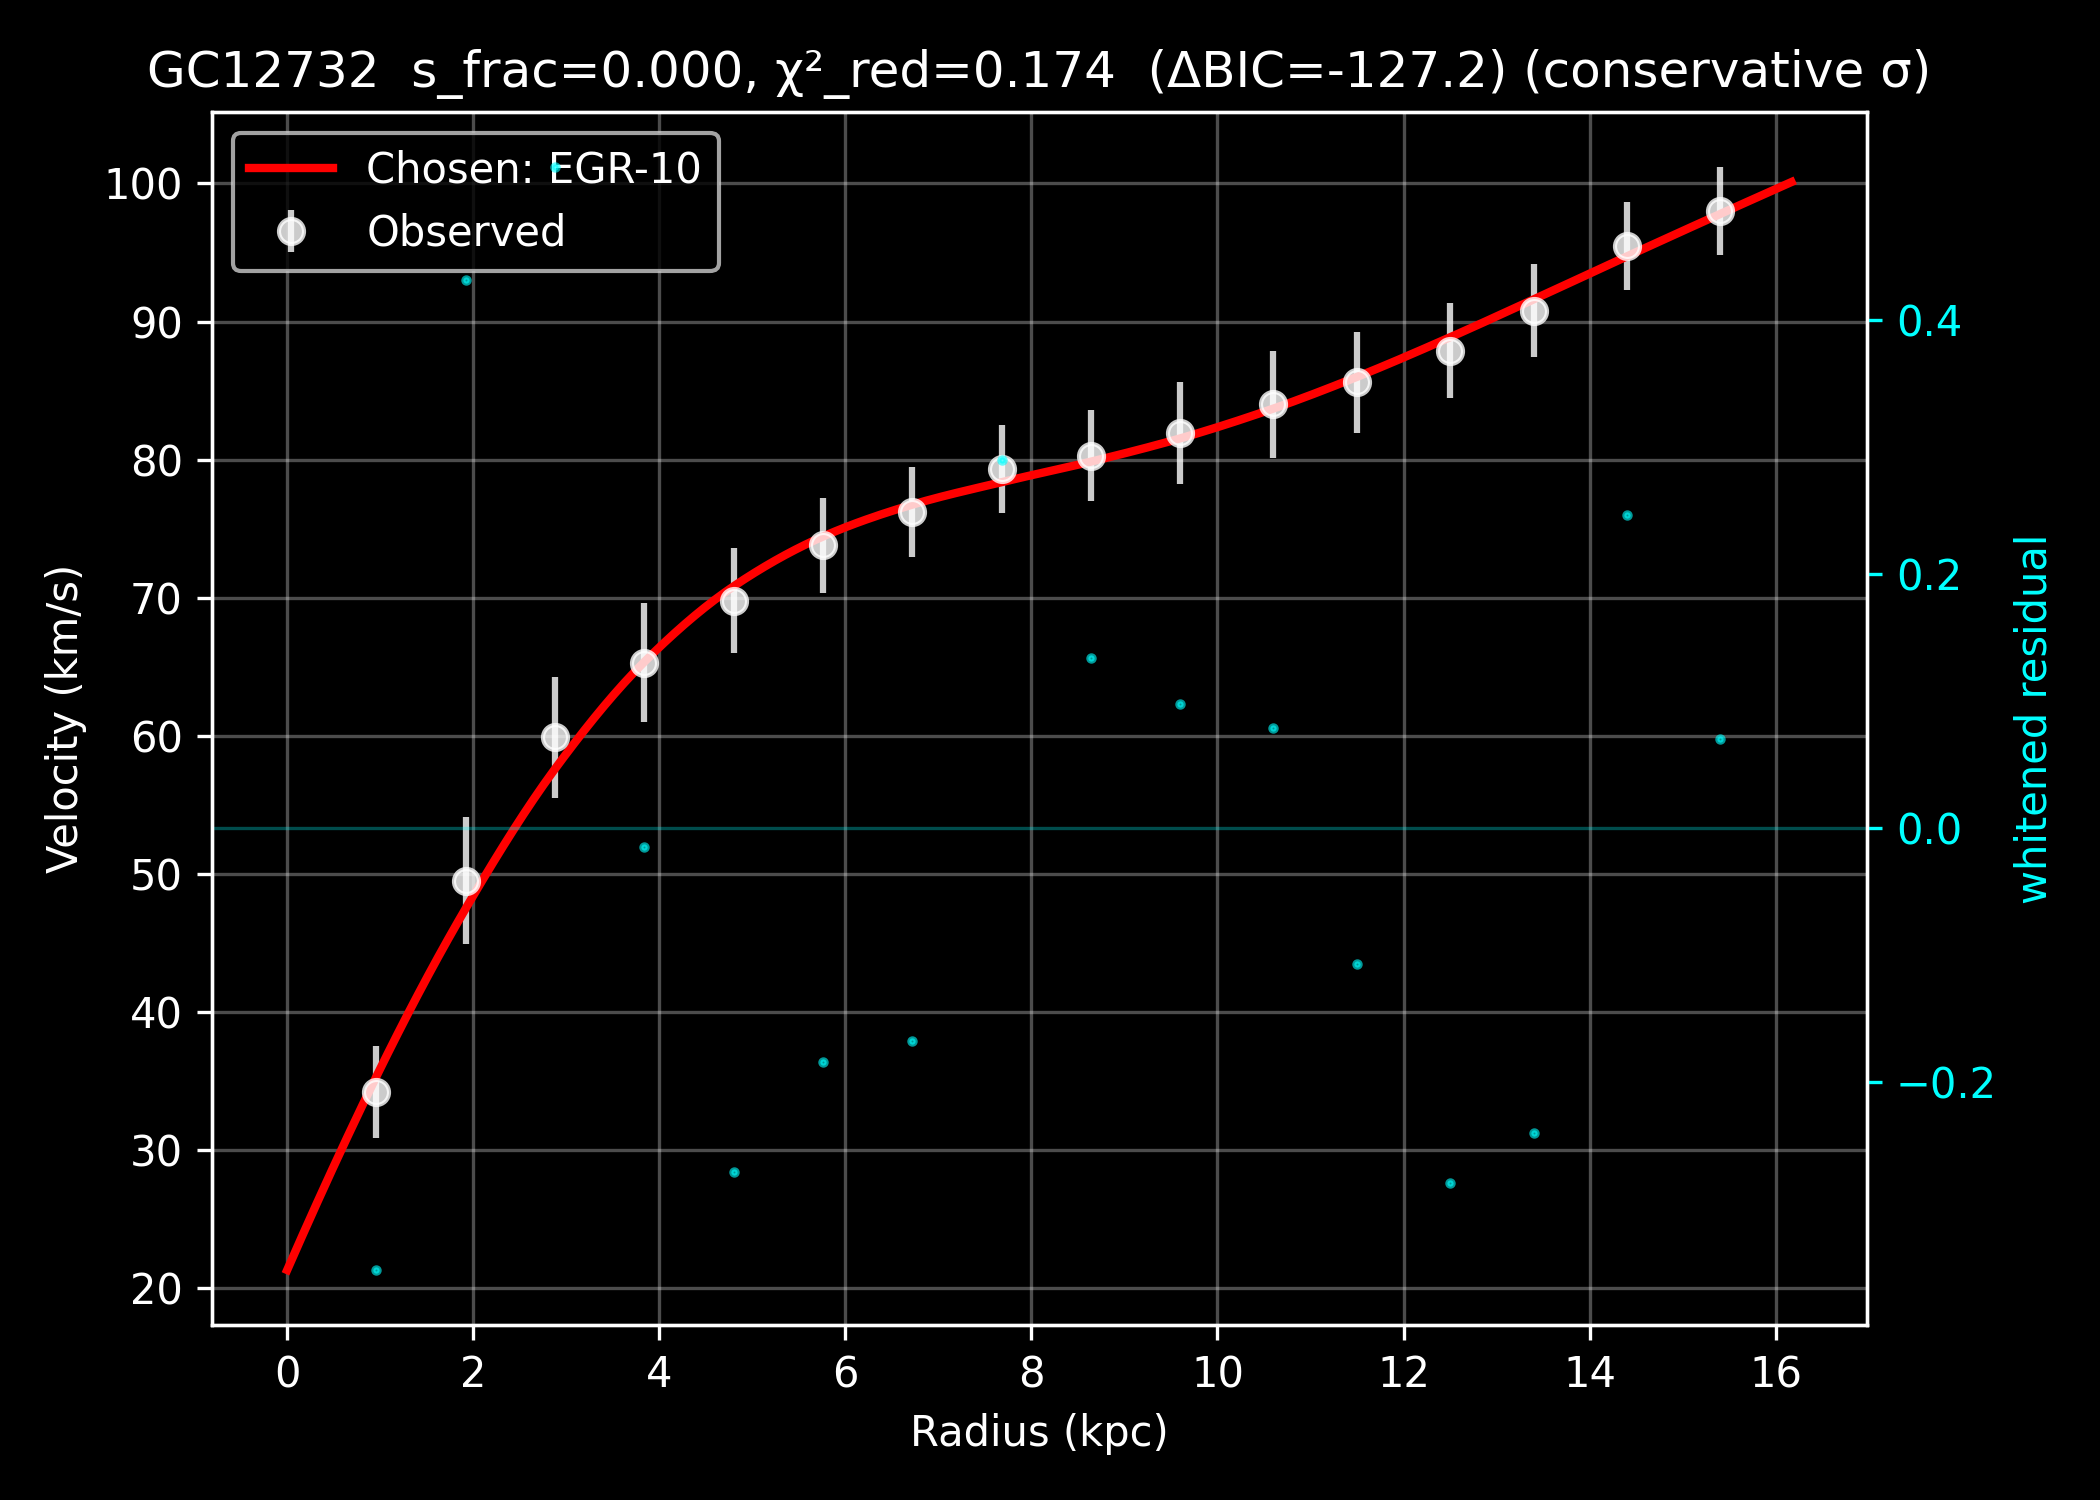 GC12732  s_frac=0.000, χ²_red=0.174  (ΔBIC=-127.2) (conservative σ)
Chosen: EGR-10
Observed
100
90
80
70
60
50
40
30
20
Velocity (km/s)
0.4
0.2
0.0
−0.2
whitened residual
0 2 4 6 8 10 12 14 16
Radius (kpc)